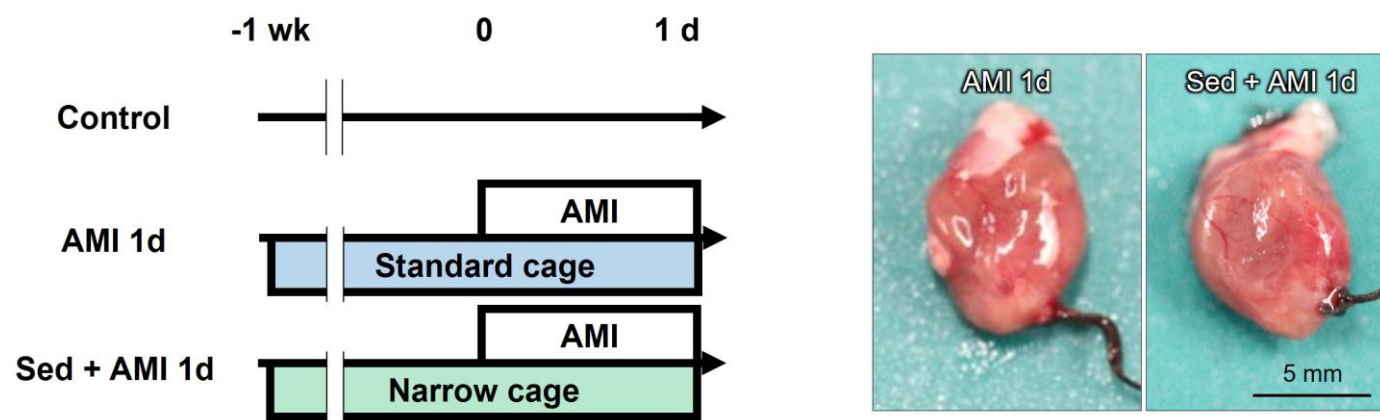 -1 wk 0 1 d
Control
AMI
AMI 1d
Standard cage
AMI
Sed + AMI 1d
Narrow cage
AMI 1d
Sed + AMI 1d
5 mm